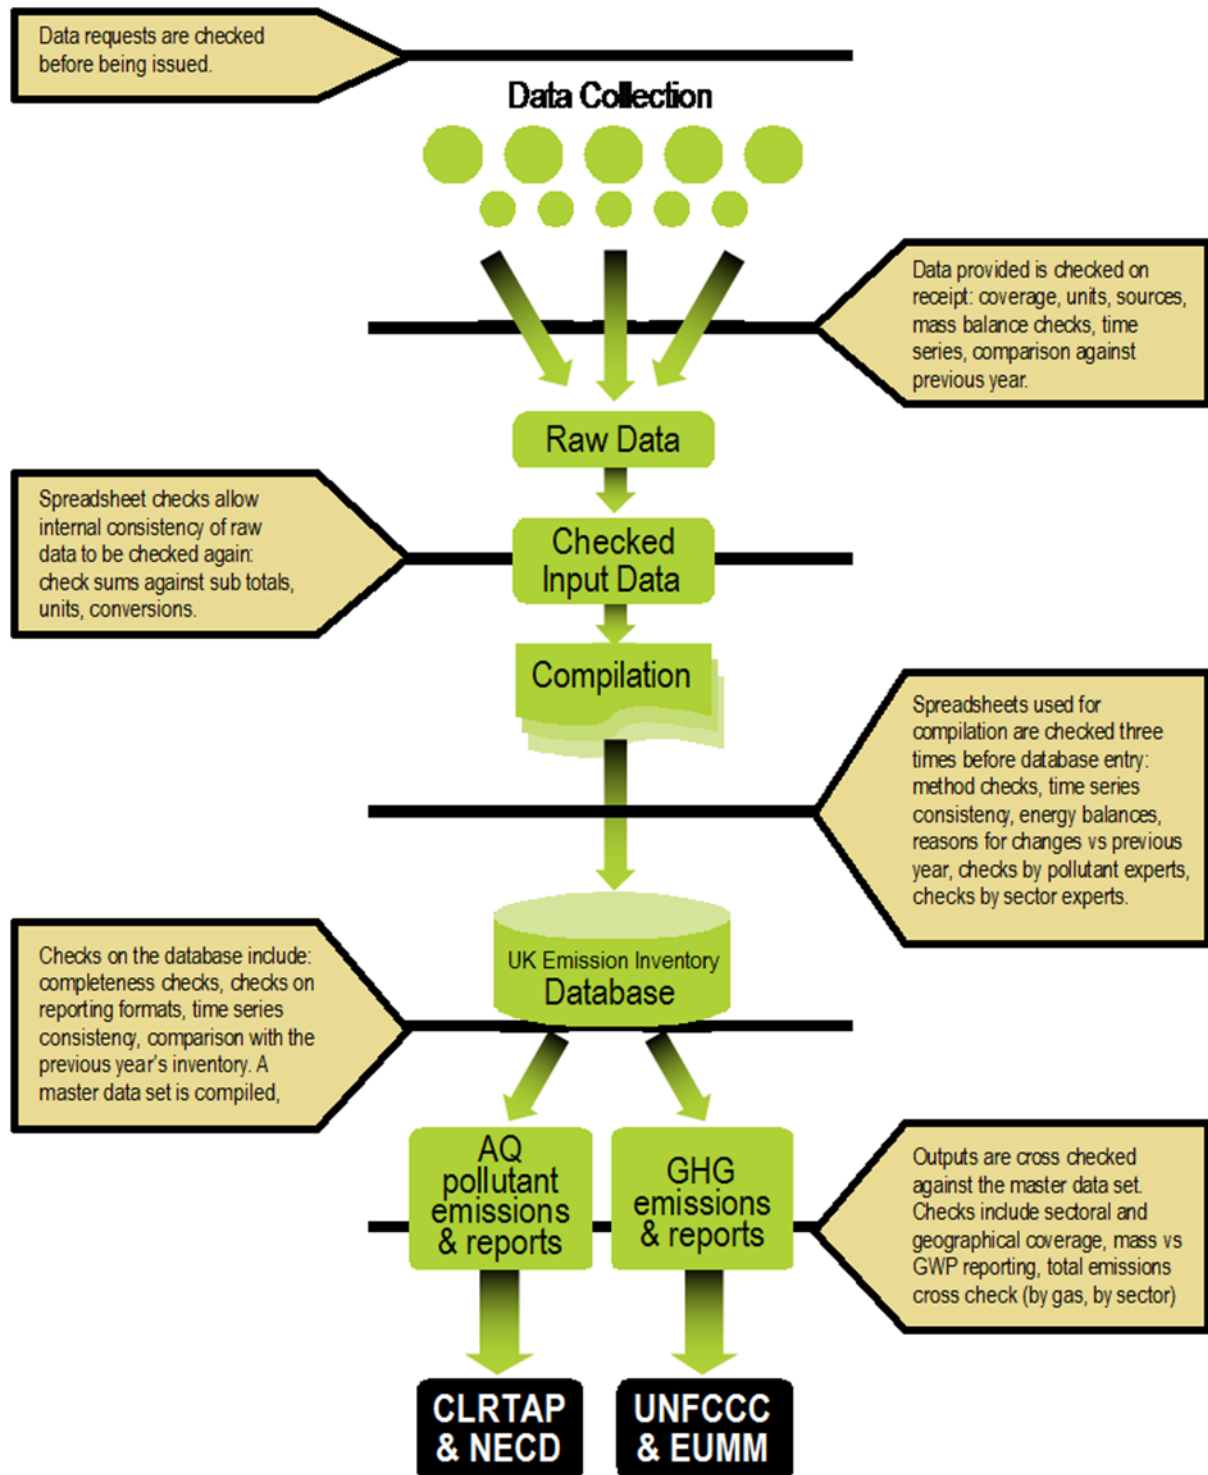 Data requests are checked
before being issued.
Data Collection
Data provided is checked on
receipt: coverage, units, sources,
mass balance checks, time
series, comparison against
previous year.
Raw Data
Spreadsheet checks allow
internal consistency of raw
data to be checked again:
check sums against sub totals,
units, conversions.
Checked
Input Data
Compilation
Spreadsheets used for
compilation are checked three
times before database entry:
method checks, time series
consistency, energy balances,
reasons for changes vs previous
year, checks by pollutant experts,
checks by sector experts.
UK Emission Inventory
Database
Checks on the database include:
completeness checks, checks on
reporting formats, time series
consistency, comparison with the
previous year's inventory. A
master data set is compiled,
AQ
pollutant
emissions
& reports
GHG
emissions
& reports
Outputs are cross checked
against the master data set.
Checks include sectoral and
geographical coverage, mass vs
GWP reporting, total emissions
cross check (by gas, by sector)
CLRTAP
& NECD
UNFCCC
& EUMM